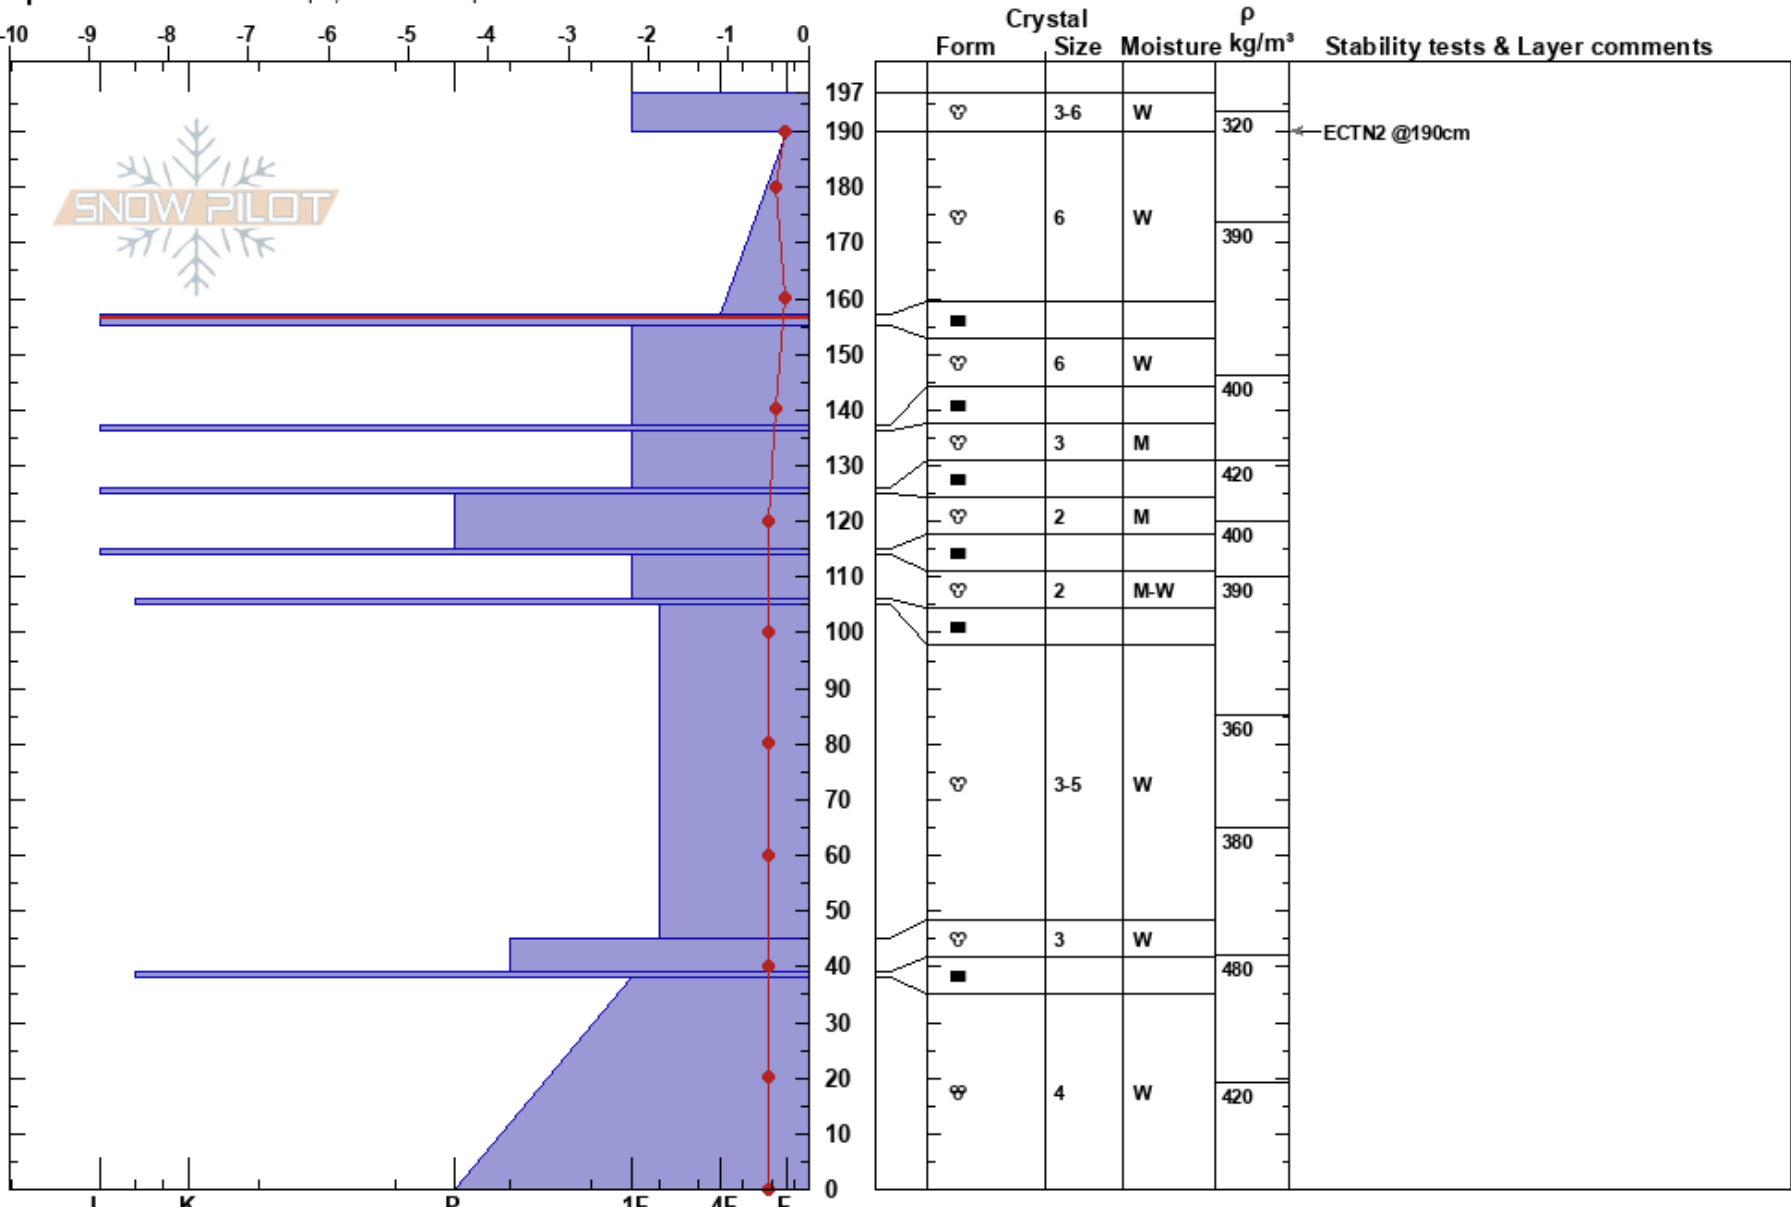 Crystal ρ
-10 -9 -8 -7 -6 -5 -4 -3 -2 -1 0 Form Size Moisture kg/m³ Stability tests & Layer comments
197
3-6 W
320
190 ECTN2 @190cm
180
SNOW PILOT
6 W
170 390
160
150
6 W
400
140
3 M
130
420
120 2 M
400
110
2 M-W 390
100
90
360
80
3-5 W
70
380
60
50
3 W
40 480
30
20
4 W 420
10
0
I K P 1F 4F F